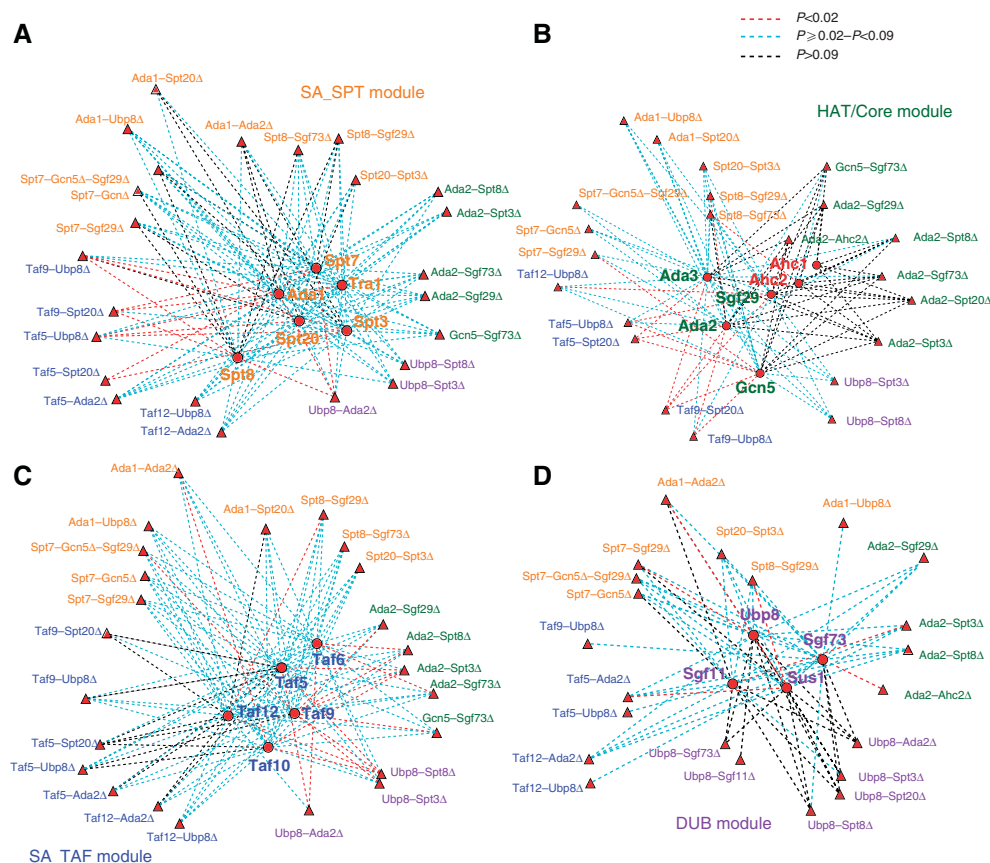 P<0.02
P≥0.02–P<0.09
P>0.09
A
SA_SPT module
Ada1–Spt20Δ
Ada1–Ubp8Δ
Ada1–Ada2Δ
Spt8–Sgf73Δ
Spt8–Sgf29Δ
Spt7–Gcn5Δ–Sgf29Δ
Spt7–GcnΔ
Spt20–Spt3Δ
Ada2–Spt8Δ
Ada2–Spt3Δ
Spt7–Sgf29Δ
Taf9–Ubp8Δ
Spt7
Ada2–Sgf73Δ
Tra1
Ada1
Ada2–Sgf29Δ
Taf9–Spt20Δ
Taf5–Ubp8Δ
Spt20
Spt3
Gcn5–Sgf73Δ
Spt8
Ubp8–Spt8Δ
Taf5–Spt20Δ
Ubp8–Spt3Δ
Taf5–Ada2Δ
Ubp8–Ada2Δ
Taf12–Ubp8Δ
Taf12–Ada2Δ
B
HAT/Core module
Ada1–Ubp8Δ
Ada1–Spt20Δ
Spt20–Spt3Δ
Gcn5–Sgf73Δ
Spt7–Gcn5Δ–Sgf29Δ
Spt8–Sgf29Δ
Ada2–Sgf29Δ
Spt8–Sgf73Δ
Spt7–Gcn5Δ
Ada2–Ahc2Δ
Ada2–Spt8Δ
Spt7–Sgf29Δ
Ahc1
Taf12–Ubp8Δ
Ada3
Ahc2
Ada2–Sgf73Δ
Sgf29
Ada2–Spt20Δ
Taf5–Ubp8Δ
Ada2
Taf5–Spt20Δ
Ada2–Spt3Δ
Gcn5
Ubp8–Spt3Δ
Taf9–Spt20Δ
Ubp8–Spt8Δ
Taf9–Ubp8Δ
C
Ada1–Ada2Δ
Ada1–Spt20Δ
Spt8–Sgf29Δ
Ada1–Ubp8Δ
Spt8–Sgf73Δ
Spt7–Gcn5Δ–Sgf29Δ
Spt20–Spt3Δ
Spt7–Gcn5Δ
Spt7–Sgf29Δ
Ada2–Sgf29Δ
Taf9–Spt20Δ
Ada2–Spt8Δ
Taf6
Ada2–Spt3Δ
Taf5
Taf9–Ubp8Δ
Ada2–Sgf73Δ
Taf12
Taf9
Gcn5–Sgf73Δ
Taf5–Spt20Δ
Taf10
Taf5–Ubp8Δ
Ubp8–Spt8Δ
Taf5–Ada2Δ
Ubp8–Spt3Δ
Taf12–Ada2Δ
Taf12–Ubp8Δ
Ubp8–Ada2Δ
SA_TAF module
D
Ada1–Ada2Δ
Ada1–Ubp8Δ
Spt20–Spt3Δ
Spt7–Sgf29Δ
Ada2–Sgf29Δ
Spt7–Gcn5Δ–Sgf29Δ
Spt8–Sgf29Δ
Spt7–Gcn5Δ
Ubp8
Ada2–Spt3Δ
Taf9–Ubp8Δ
Sgf73
Ada2–Spt8Δ
Sgf11
Sus1
Taf5–Ada2Δ
Ada2–Ahc2Δ
Taf5–Ubp8Δ
Ubp8–Sgf73Δ
Ubp8–Ada2Δ
Taf12–Ada2Δ
Ubp8–Sgf11Δ
Ubp8–Spt3Δ
Taf12–Ubp8Δ
Ubp8–Spt20Δ
DUB module
Ubp8–Spt8Δ